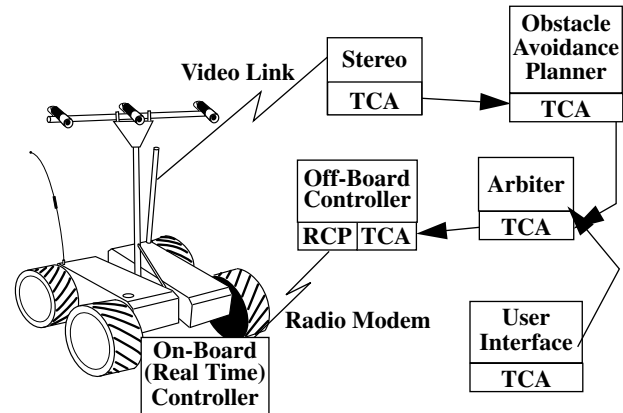 Obstacle
Avoidance
Planner
TCA
Stereo
TCA
Video Link
Off-Board
Controller
RCP TCA
Arbiter
TCA
Radio Modem
User
Interface
TCA
On-Board
(Real Time)
Controller